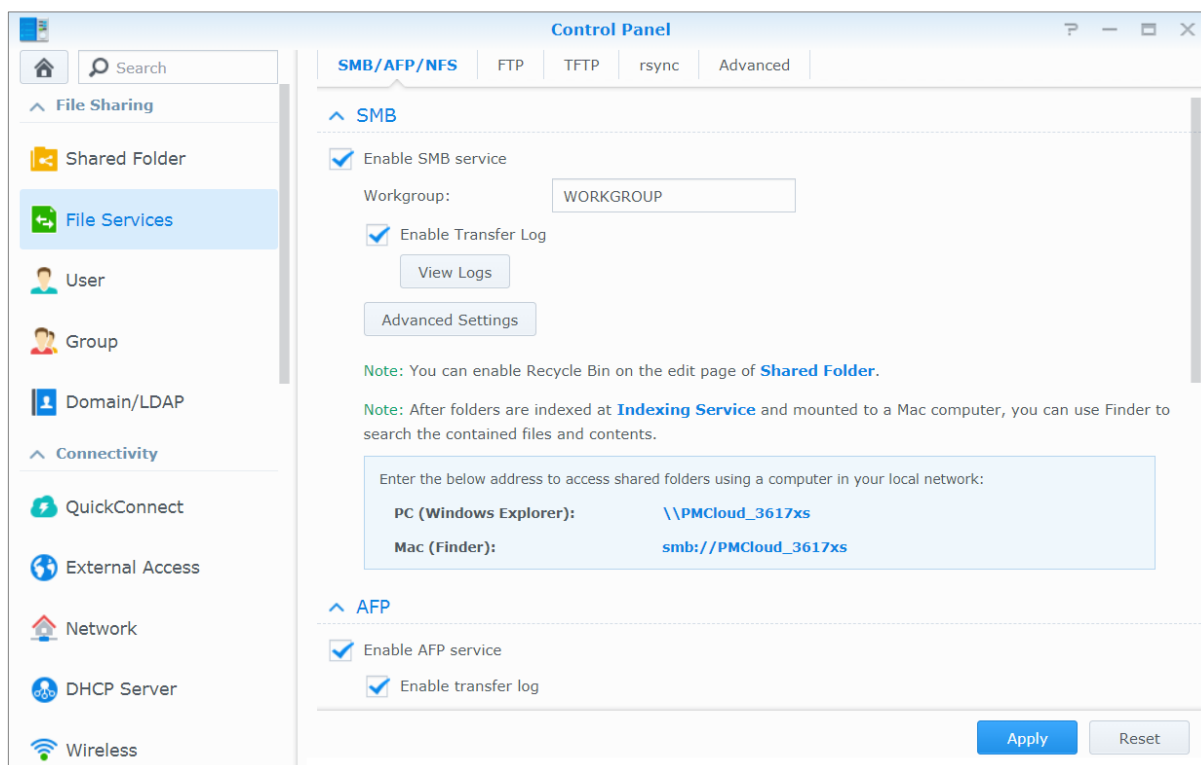 Control Panel
Search
SMB/AFP/NFS
FTP
TFTP
rsync
Advanced
File Sharing
Shared Folder
File Services
User
Group
Domain/LDAP
Connectivity
QuickConnect
External Access
Network
DHCP Server
Wireless
SMB
Enable SMB service
Workgroup: WORKGROUP
Enable Transfer Log
View Logs
Advanced Settings
Note: You can enable Recycle Bin on the edit page of Shared Folder.
Note: After folders are indexed at Indexing Service and mounted to a Mac computer, you can use Finder to
search the contained files and contents.
Enter the below address to access shared folders using a computer in your local network:
PC (Windows Explorer): \\PMCloud_3617xs
Mac (Finder): smb://PMCloud_3617xs
AFP
Enable AFP service
Enable transfer log
Apply
Reset